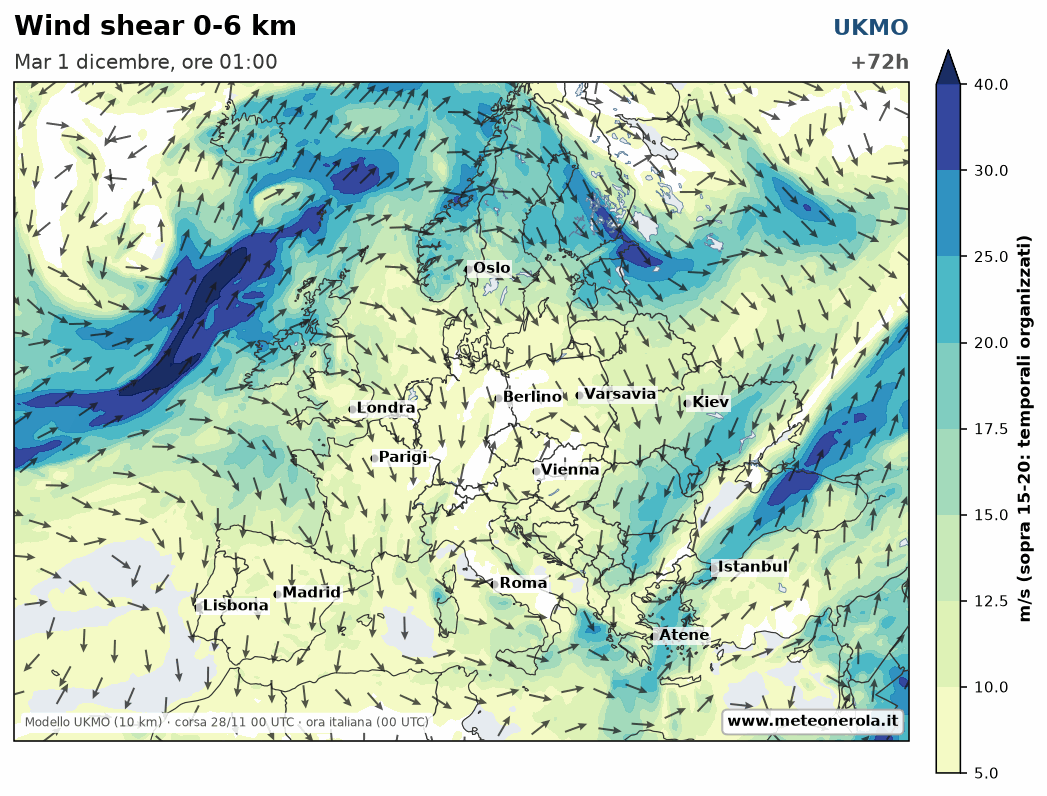 Wind shear 0-6 km
UKMO
Mar 1 dicembre, ore 01:00
+72h
40.0
30.0
25.0
20.0
17.5
15.0
12.5
10.0
5.0
m/s (sopra 15-20: temporali organizzati)
Oslo
Berlino
Varsavia
Kiev
Londra
Parigi
Vienna
Istanbul
Roma
Madrid
Lisbona
Atene
Modello UKMO (10 km) · corsa 28/11 00 UTC · ora italiana (00 UTC)
www.meteonerola.it